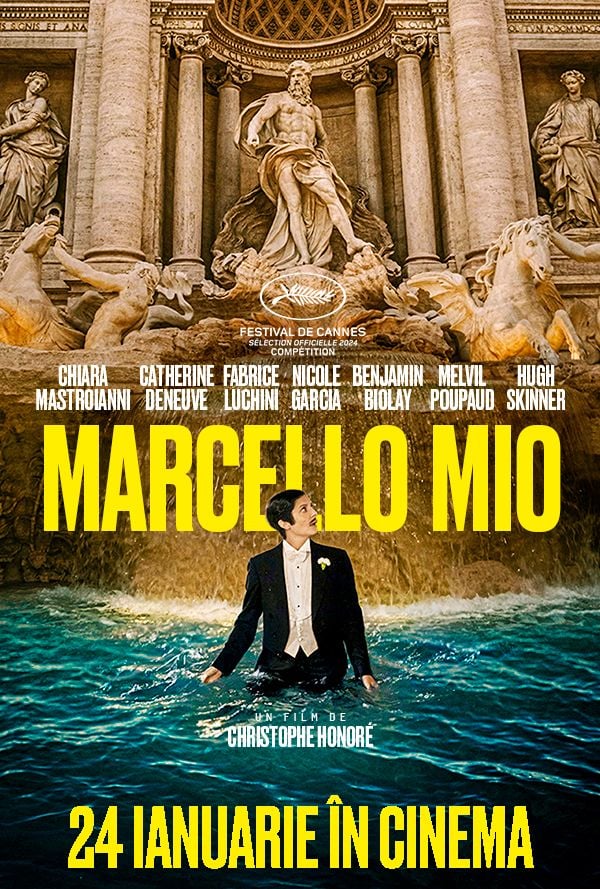 FESTIVAL DE CANNES
SÉLECTION OFFICIELLE 2024
COMPÉTITION
CHIARA MASTROIANNI
CATHERINE DENEUVE
FABRICE LUCHINI
NICOLE GARCIA
BENJAMIN BIOLAY
MELVIL POUPAUD
HUGH SKINNER
MARCELLO MIO
UN FILM DE
CHRISTOPHE HONORÉ
24 IANUARIE ÎN CINEMA